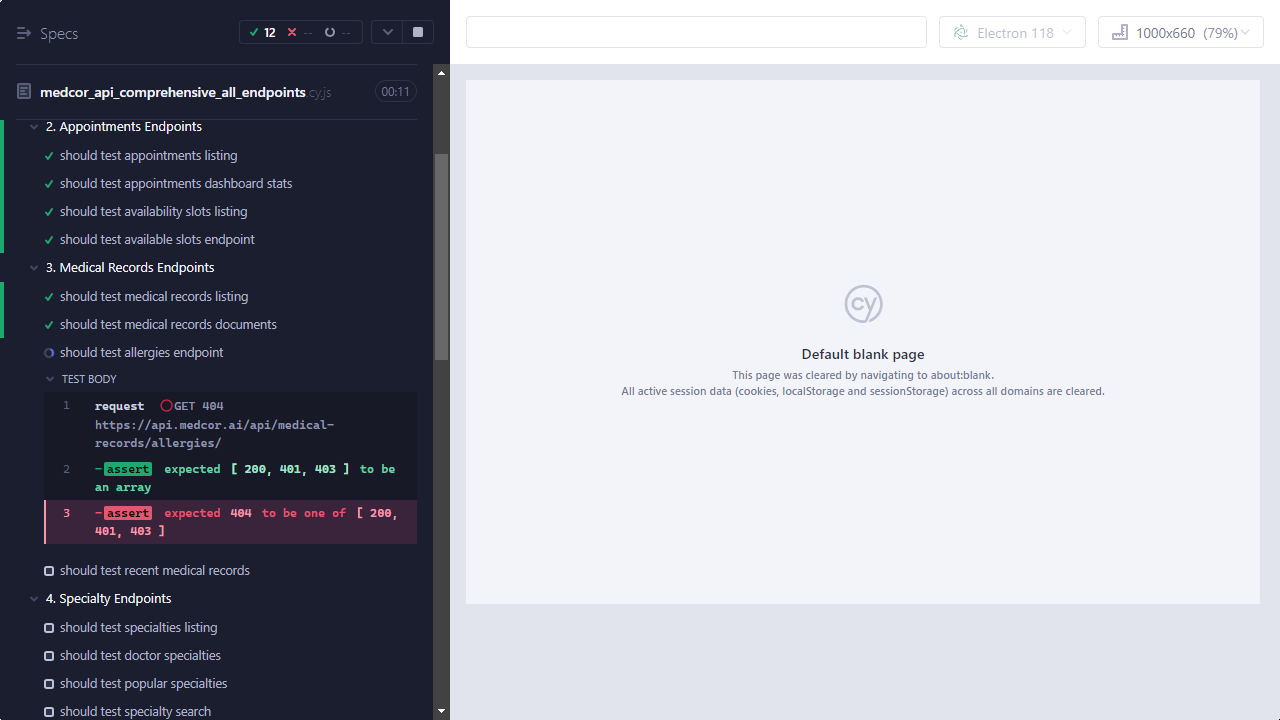 Specs
12 -- --
medcor_api_comprehensive_all_endpoints.cy.js 00:11
2. Appointments Endpoints
should test appointments listing
should test appointments dashboard stats
should test availability slots listing
should test available slots endpoint
3. Medical Records Endpoints
should test medical records listing
should test medical records documents
should test allergies endpoint
TEST BODY
1 request GET 404
https://api.medcor.ai/api/medical-
records/allergies/
2 -assert expected [ 200, 401, 403 ] to be
an array
3 -assert expected 404 to be one of [ 200,
401, 403 ]
should test recent medical records
4. Specialty Endpoints
should test specialties listing
should test doctor specialties
should test popular specialties
should test specialty search
Electron 118
1000x660 (79%)
cy
Default blank page
This page was cleared by navigating to about:blank.
All active session data (cookies, localStorage and sessionStorage) across all domains are cleared.